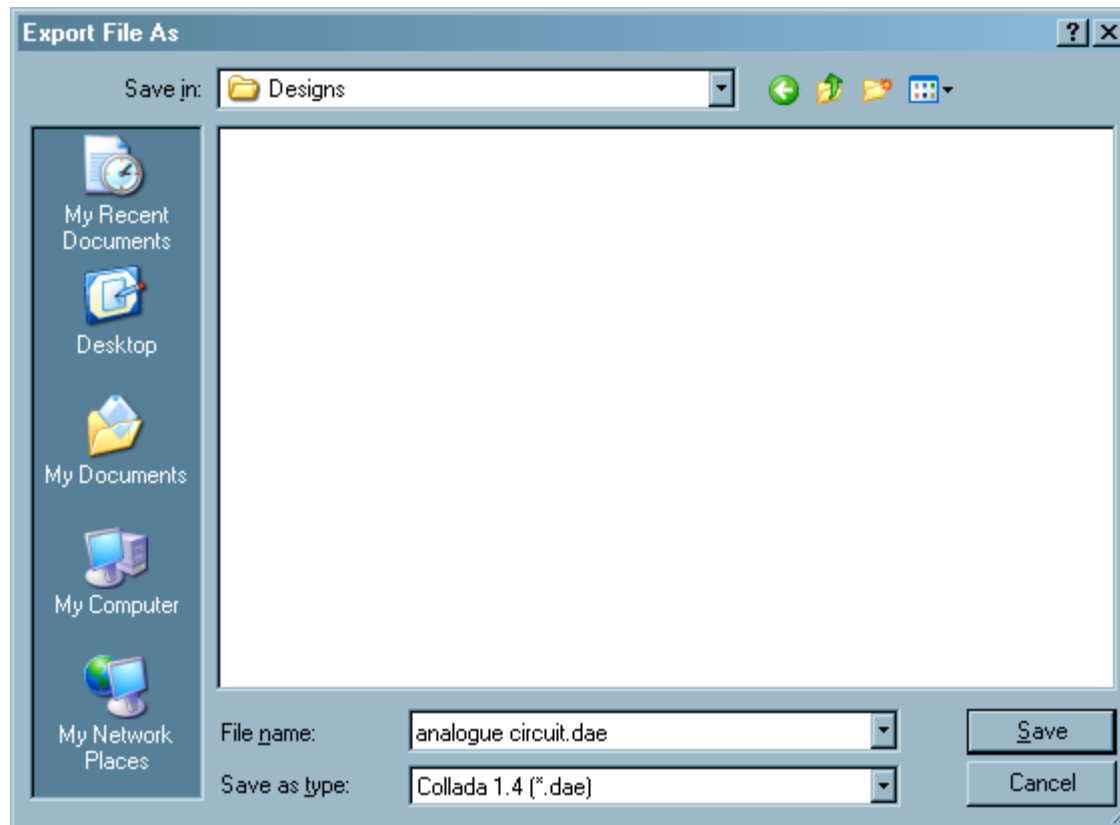 Export File As
Save in:
Designs
My Recent
Documents
Desktop
My Documents
My Computer
My Network
Places
File name:
analogue circuit.dae
Save
Save as type:
Collada 1.4 (*.dae)
Cancel